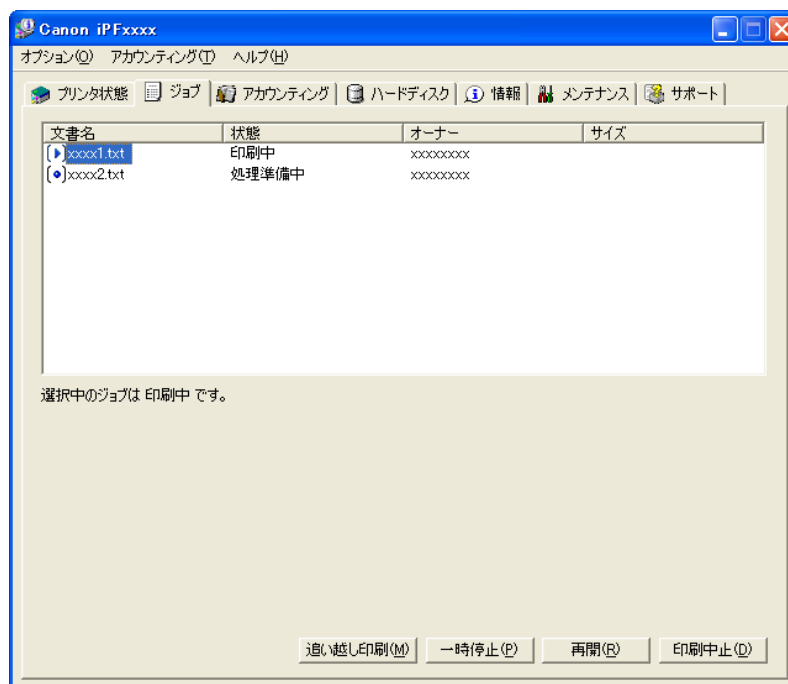 Canon iPFxxxx
オプション(O) アカウンティング(T) ヘルプ(H)
プリンタ状態 ジョブ アカウンティング ハードディスク 情報 メンテナンス サポート
文書名 状態 オーナー サイズ
xxxx1.txt 印刷中 xxxxxxxx
xxxx2.txt 処理準備中 xxxxxxxx
選択中のジョブは 印刷中 です。
追い越し印刷(M) 一時停止(P) 再開(R) 印刷中止(D)